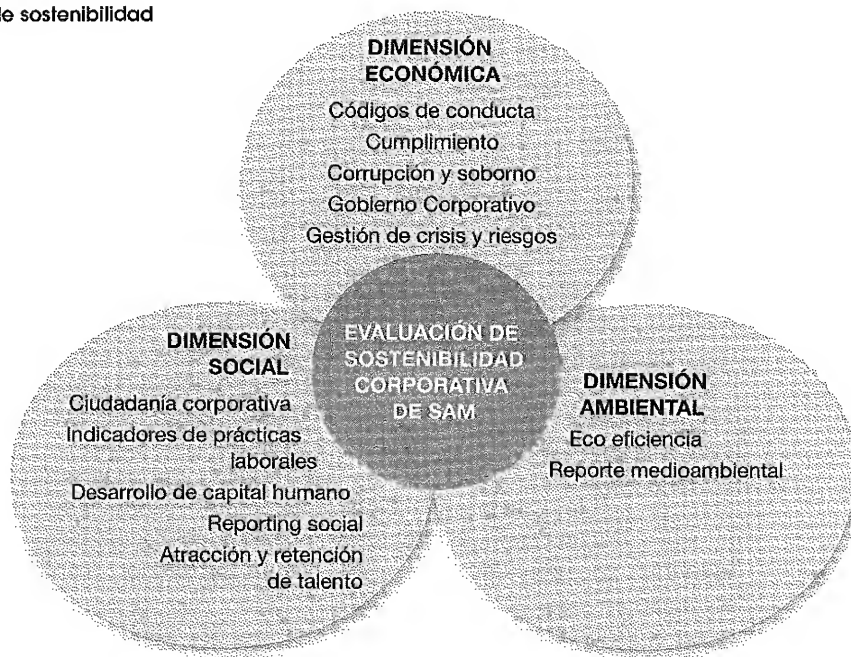 de sostenibilidad
DIMENSIÓN
ECONÓMICA
Códigos de conducta
Cumplimiento
Corrupción y soborno
Gobierno Corporativo
Gestión de crisis y riesgos
EVALUACIÓN DE
SOSTENIBILIDAD
CORPORATIVA
DE SAM
DIMENSIÓN
SOCIAL
Ciudadanía corporativa
Indicadores de prácticas
laborales
Desarrollo de capital humano
Reporting social
Atracción y retención
de talento
DIMENSIÓN
AMBIENTAL
Eco eficiencia
Reporte medioambiental